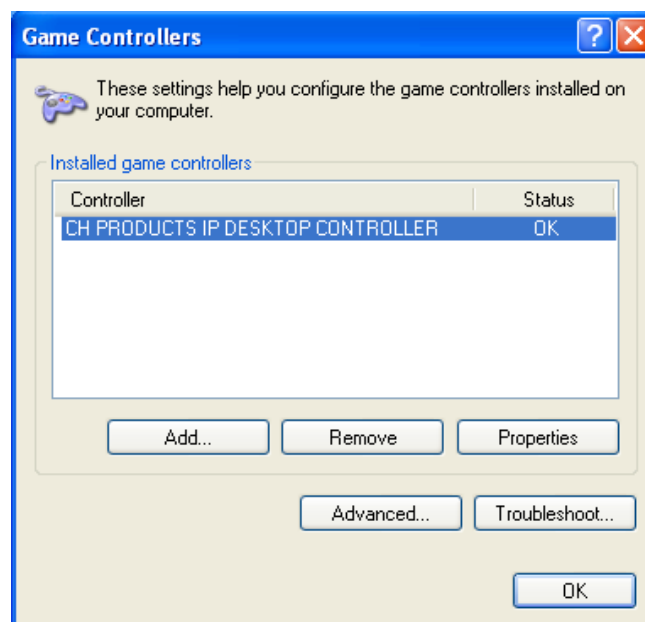 Game Controllers
These settings help you configure the game controllers installed on
your computer.
Installed game controllers
Controller Status
CH PRODUCTS IP DESKTOP CONTROLLER OK
Add... Remove Properties
Advanced... Troubleshoot...
OK